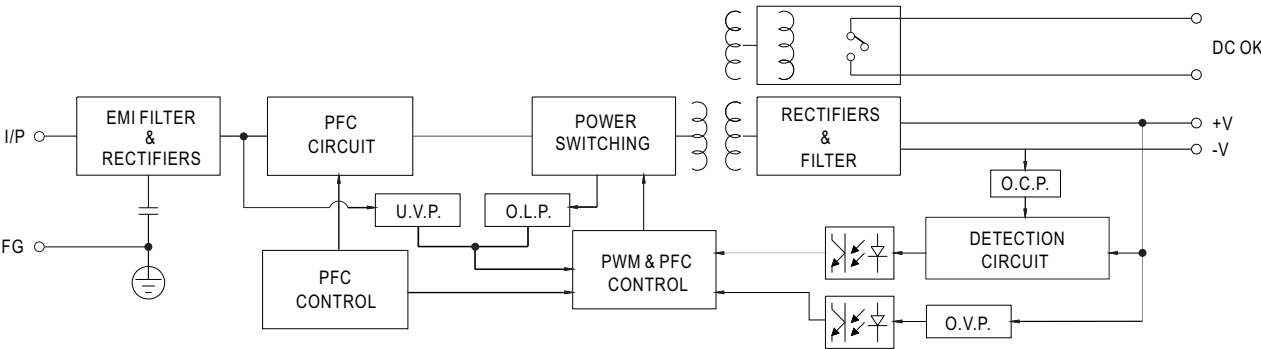 DC OK
I/P
EMI FILTER
&
RECTIFIERS
PFC
CIRCUIT
POWER
SWITCHING
RECTIFIERS
&
FILTER
+V
-V
O.C.P.
U.V.P.
O.L.P.
FG
PFC
CONTROL
PWM & PFC
CONTROL
DETECTION
CIRCUIT
O.V.P.